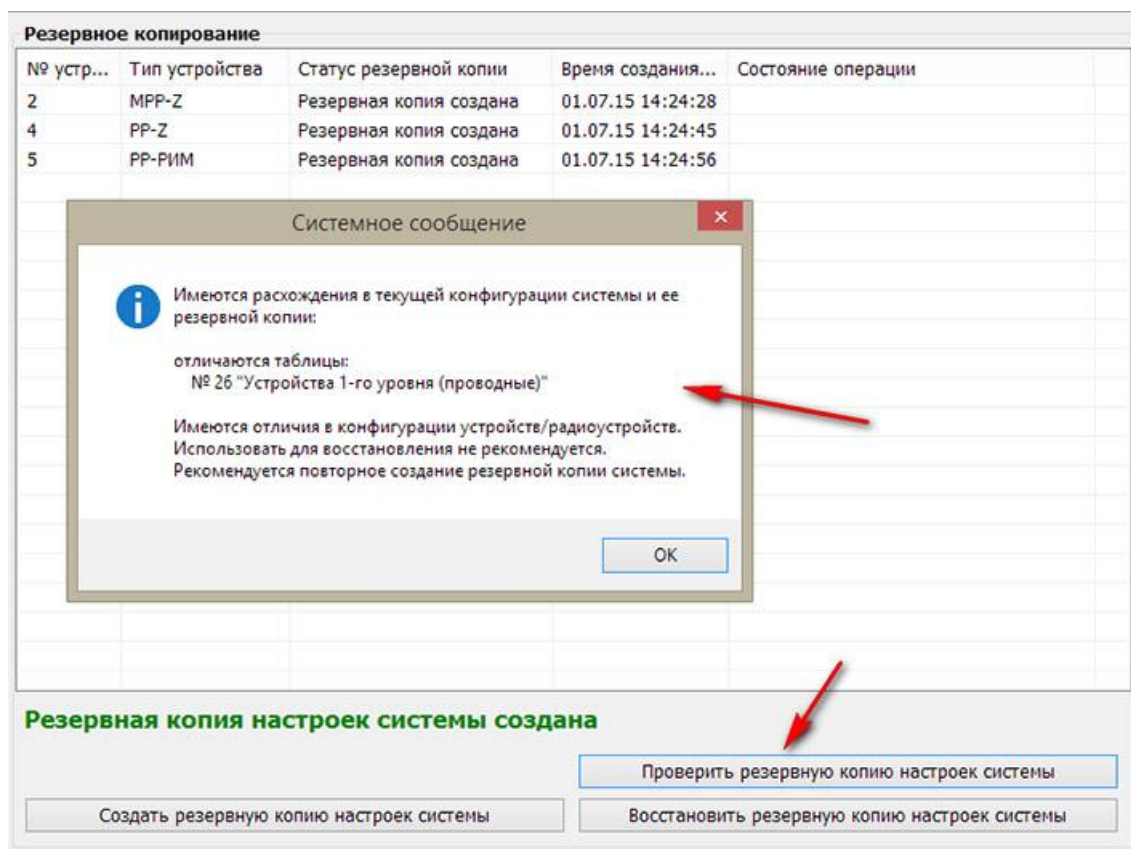 Резервное копирование
№ устр... Тип устройства Статус резервной копии Время создания... Состояние операции
2 MPP-Z Резервная копия создана 01.07.15 14:24:28
4 PP-Z Резервная копия создана 01.07.15 14:24:45
5 РР-РИМ Резервная копия создана 01.07.15 14:24:56
Системное сообщение
Имеются расхождения в текущей конфигурации системы и ее
резервной копии:
отличаются таблицы:
№ 26 "Устройства 1-го уровня (проводные)"
Имеются отличия в конфигурации устройств/радиоустройств.
Использовать для восстановления не рекомендуется.
Рекомендуется повторное создание резервной копии системы.
OK
Резервная копия настроек системы создана
Проверить резервную копию настроек системы
Создать резервную копию настроек системы
Восстановить резервную копию настроек системы